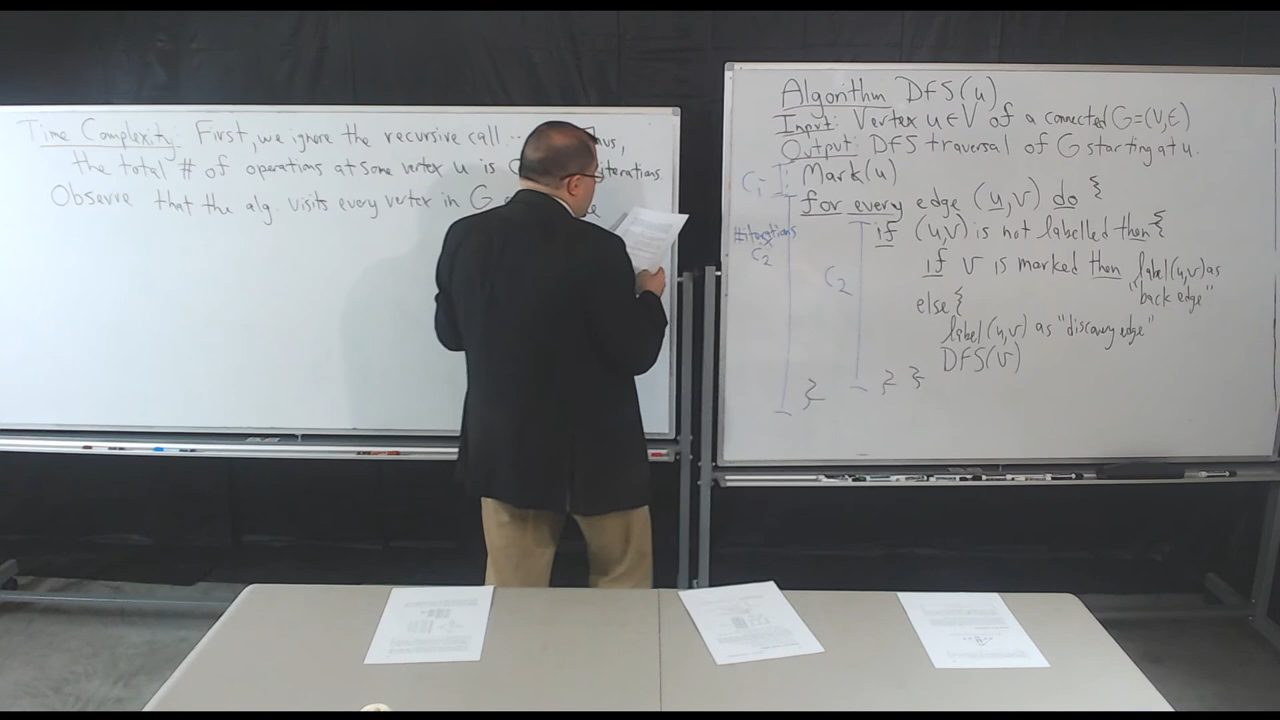 Time Complexity: First, we ignore the recursive call ... Thus,
the total # of operations at some vertex u is iterations.
Observe that the alg. visits every vertex in G
Algorithm DFS(u)
Input: Vertex u∈V of a connected G=(V,E)
Output: DFS traversal of G starting at u.
C₁ Mark(u)
for every edge (u,v) do {
#iterations × C₂
C₂
if (u,v) is not labelled then {
if v is marked then label(u,v) as
"back edge"
else {
label (u,v) as "discovery edge"
DFS(v)
} } }